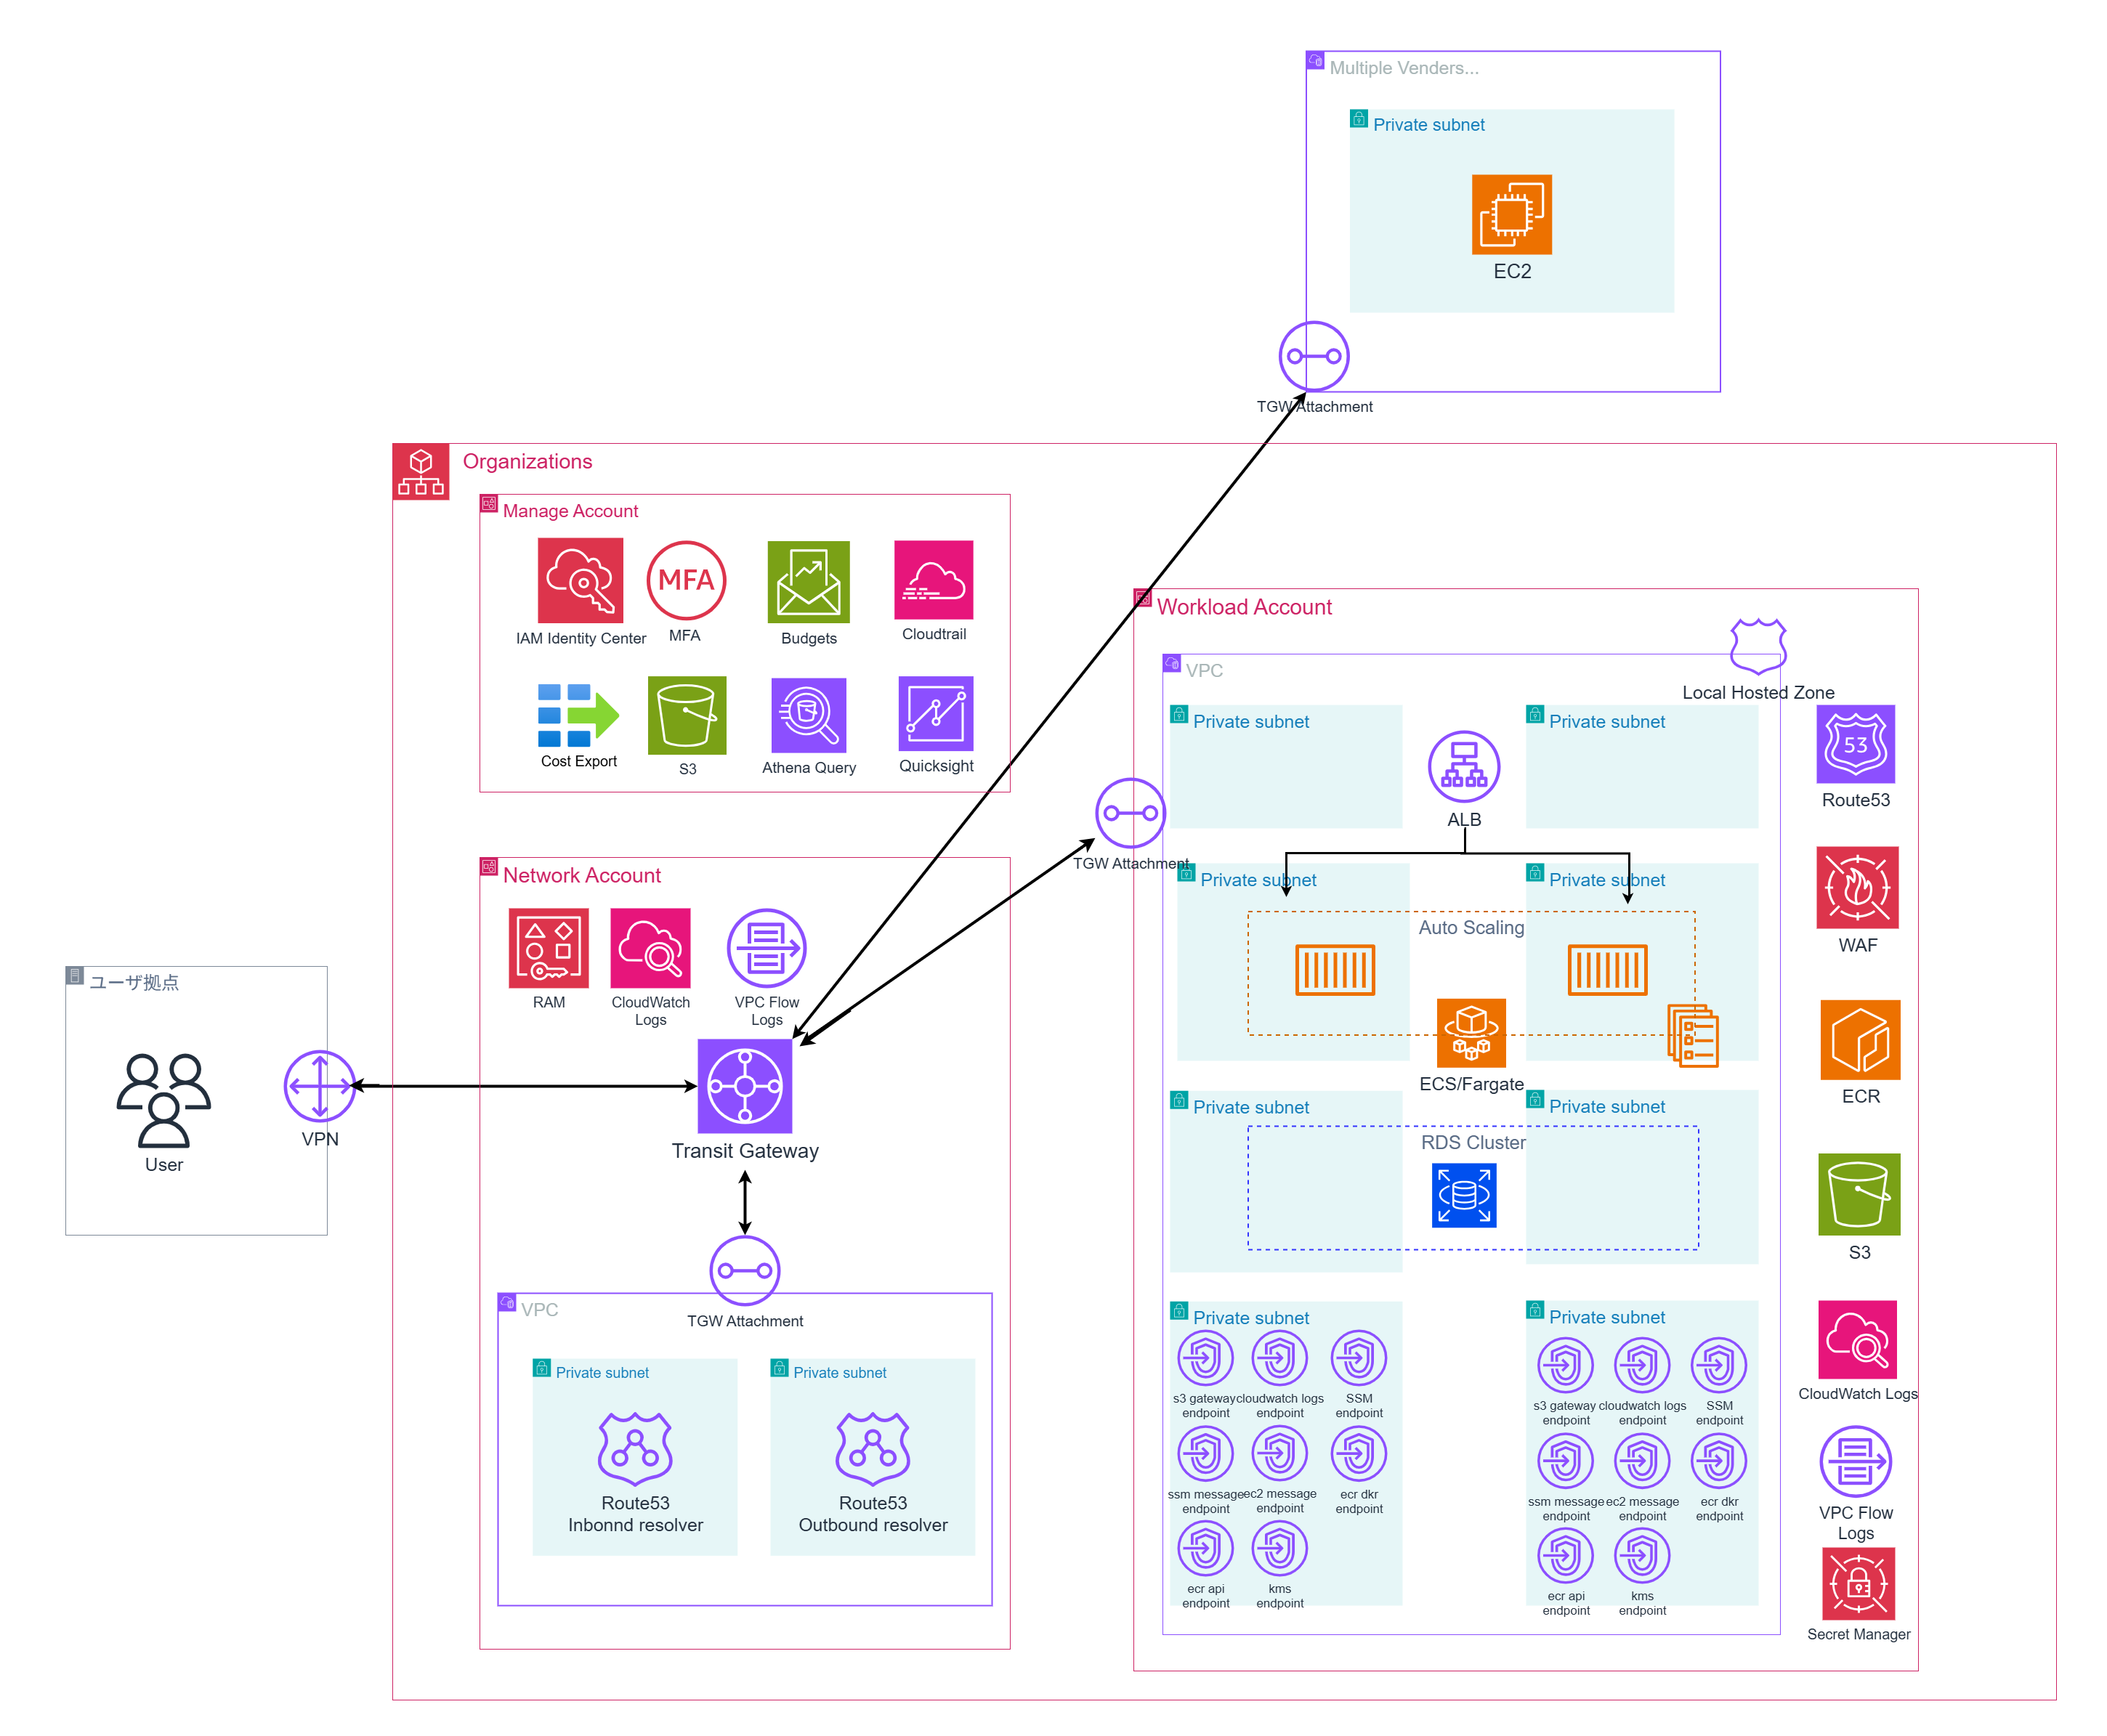 Multiple Venders...
Private subnet
EC2
TGW Attachment
Organizations
Manage Account
IAM Identity Center
MFA
MFA
Budgets
Cloudtrail
Cost Export
S3
Athena Query
Quicksight
Network Account
RAM
CloudWatch
Logs
VPC Flow
Logs
ユーザ拠点
User
VPN
Transit Gateway
TGW Attachment
VPC
Private subnet
Route53
Inbonnd resolver
Private subnet
Route53
Outbound resolver
TGW Attachment
Workload Account
Local Hosted Zone
VPC
Private subnet
Private subnet
ALB
Private subnet
Private subnet
Auto Scaling
ECS/Fargate
Private subnet
Private subnet
RDS Cluster
Private subnet
s3 gateway
endpoint
cloudwatch logs
endpoint
SSM
endpoint
ssm message
endpoint
ec2 message
endpoint
ecr dkr
endpoint
ecr api
endpoint
kms
endpoint
Private subnet
s3 gateway
endpoint
cloudwatch logs
endpoint
SSM
endpoint
ssm message
endpoint
ec2 message
endpoint
ecr dkr
endpoint
ecr api
endpoint
kms
endpoint
53
Route53
WAF
ECR
S3
CloudWatch Logs
VPC Flow
Logs
Secret Manager